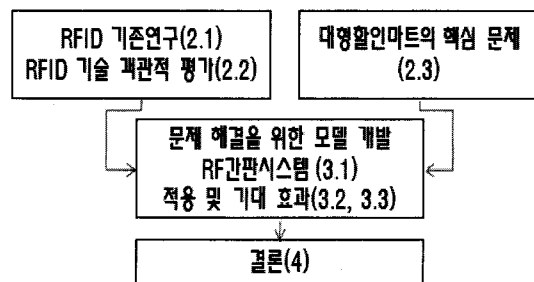 RFID 기존연구(2.1)
RFID 기술 객관적 평가(2.2)
대형할인마트의 핵심 문제
(2.3)
문제 해결을 위한 모델 개발
RF간판시스템(3.1)
적용 및 기대 효과(3.2, 3.3)
결론(4)